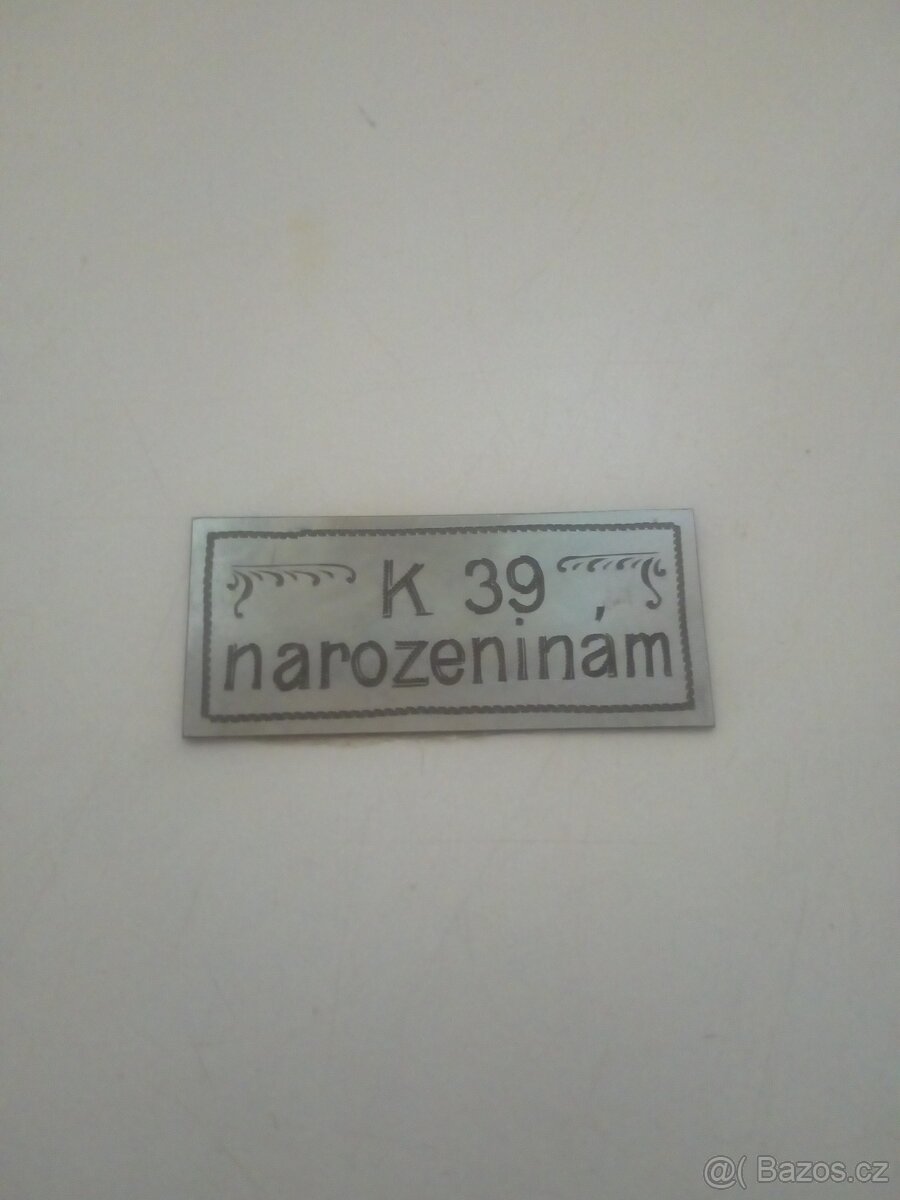 K 39
narozeninám
@( Bazos.cz